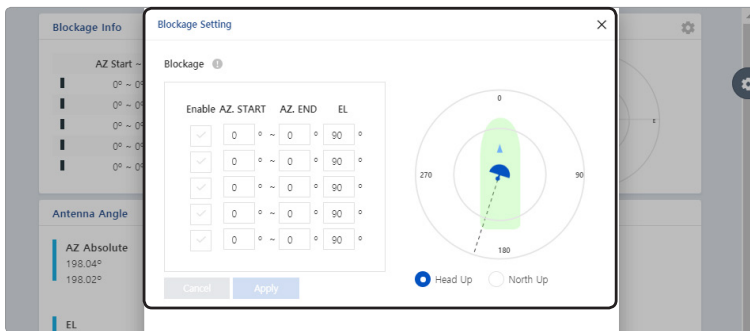 Blockage Info
AZ Start ~
0° ~ 0°
0° ~ 0°
0° ~ 0°
0° ~ 0°
0° ~ 0°
Antenna Angle
AZ Absolute
198.04°
198.02°
EL
Blockage Setting
Blockage
Enable AZ. START AZ. END EL
0 ° ~ 0 ° 90 °
0 ° ~ 0 ° 90 °
0 ° ~ 0 ° 90 °
0 ° ~ 0 ° 90 °
0 ° ~ 0 ° 90 °
Cancel Apply
0
270 90
180
Head Up North Up
E